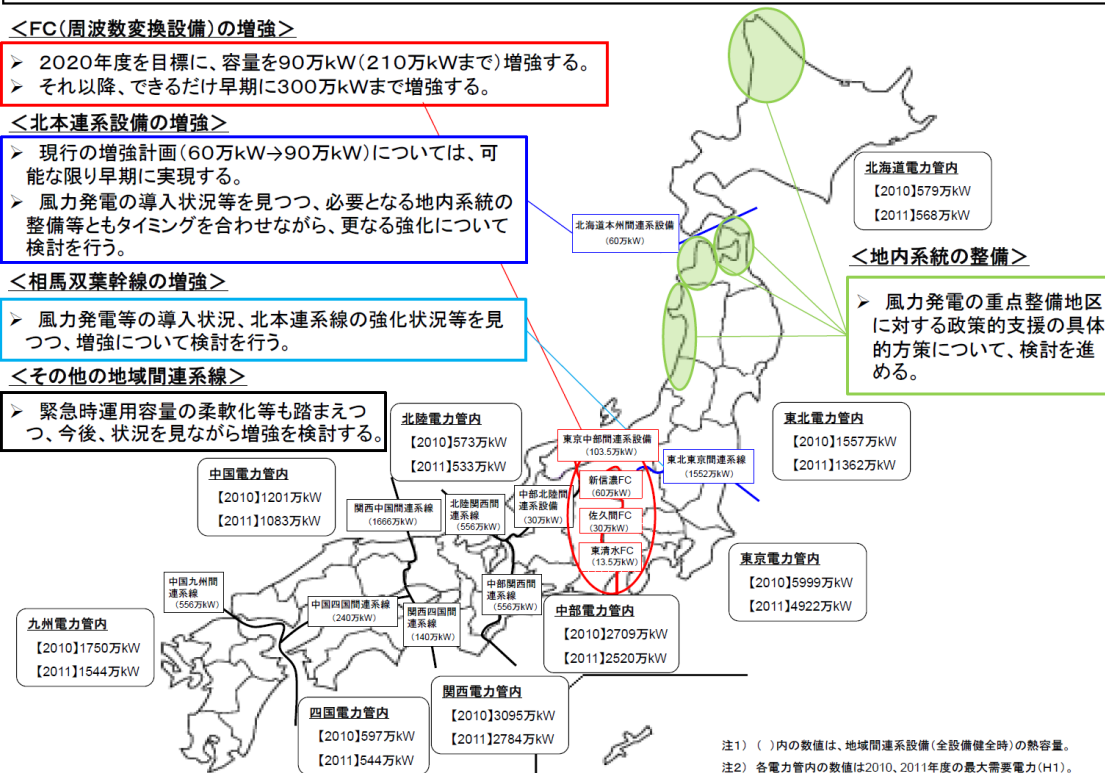 ＜FC(周波数変換設備)の増強＞
➢ 2020年度を目標に、容量を90万kW(210万kWまで)増強する。
➢ それ以降、できるだけ早期に300万kWまで増強する。
＜北本連系設備の増強＞
➢ 現行の増強計画(60万kW→90万kW)については、可
能な限り早期に実現する。
➢ 風力発電の導入状況等を見つつ、必要となる地内系統の
整備等ともタイミングを合わせながら、更なる強化について
検討を行う。
＜相馬双葉幹線の増強＞
➢ 風力発電等の導入状況、北本連系線の強化状況等を見
つつ、増強について検討を行う。
＜その他の地域間連系線＞
➢ 緊急時運用容量の柔軟化等も踏まえつ
つ、今後、状況を見ながら増強を検討する。
北海道電力管内
【2010】579万kW
【2011】568万kW
北海道本州間連系設備
(60万kW)
＜地内系統の整備＞
➢ 風力発電の重点整備地区
に対する政策的支援の具体
的方策について、検討を進
める。
北陸電力管内
【2010】573万kW
【2011】533万kW
東京中部間連系設備
(103.5万kW)
東北東京間連系線
(1552万kW)
東北電力管内
【2010】1557万kW
【2011】1362万kW
中国電力管内
【2010】1201万kW
【2011】1083万kW
関西中国間連系線
(1666万kW)
北陸関西間
連系線
(556万kW)
中部北陸間
連系設備
(30万kW)
新信濃FC
(60万kW)
佐久間FC
(30万kW)
東清水FC
(13.5万kW)
東京電力管内
【2010】5999万kW
【2011】4922万kW
中国九州間
連系線
(556万kW)
中国四国間連系線
(240万kW)
関西四国間
連系線
(140万kW)
中部関西間
連系線
(556万kW)
中部電力管内
【2010】2709万kW
【2011】2520万kW
九州電力管内
【2010】1750万kW
【2011】1544万kW
四国電力管内
【2010】597万kW
【2011】544万kW
関西電力管内
【2010】3095万kW
【2011】2784万kW
注1) ( )内の数値は、地域間連系設備(全設備健全時)の熱容量。
注2) 各電力管内の数値は2010、2011年度の最大需要電力(H1)。